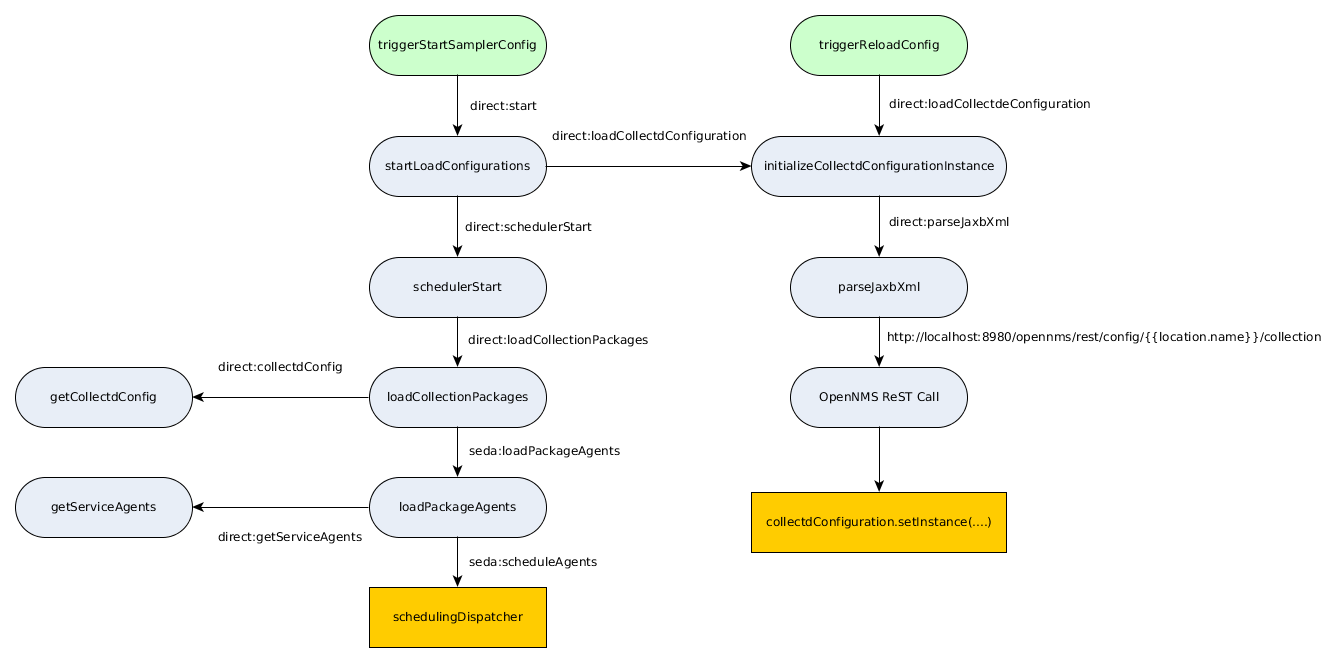 triggerStartSamplerConfig
triggerReloadConfig
direct:start
direct:loadCollectdeConfiguration
direct:loadCollectdConfiguration
startLoadConfigurations
initializeCollectdConfigurationInstance
direct:schedulerStart
direct:parseJaxbXml
schedulerStart
parseJaxbXml
direct:loadCollectionPackages
http://localhost:8980/opennms/rest/config/{{location.name}}/collection
direct:collectdConfig
getCollectdConfig
loadCollectionPackages
OpenNMS ReST Call
seda:loadPackageAgents
getServiceAgents
loadPackageAgents
collectdConfiguration.setInstance(....)
direct:getServiceAgents
seda:scheduleAgents
schedulingDispatcher